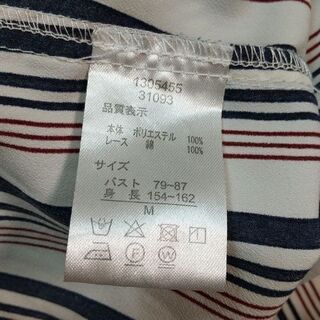 1305455
31093
品質表示
本体 ポリエステル 100%
レース 綿 100%
サイズ
バスト 79~87
身長 154~162
M